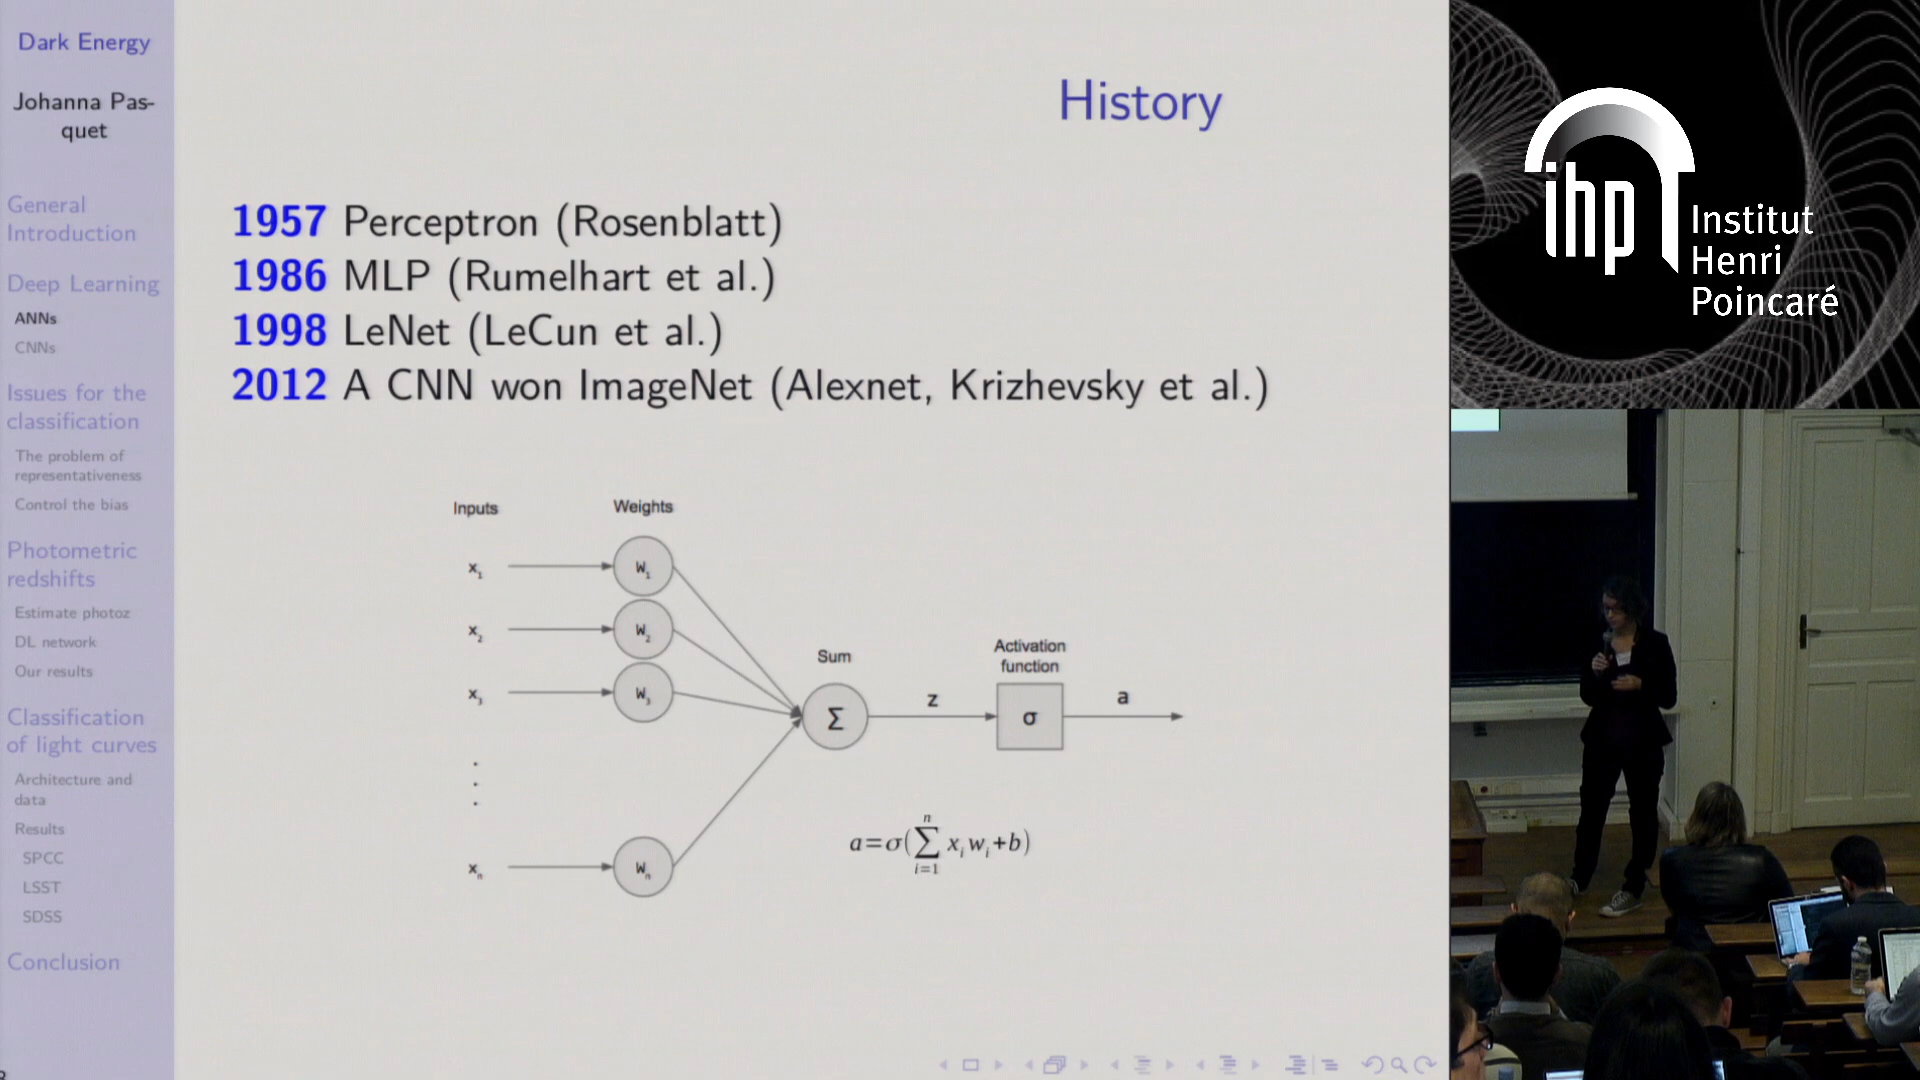 Dark Energy
Johanna Pas-
quet
General
Introduction
Deep Learning
ANNs
CNNs
Issues for the
classification
The problem of
representativeness
Control the bias
Photometric
redshifts
Estimate photoz
DL network
Our results
Classification
of light curves
Architecture and
data
Results
SPCC
LSST
SDSS
Conclusion
History
1957 Perceptron (Rosenblatt)
1986 MLP (Rumelhart et al.)
1998 LeNet (LeCun et al.)
2012 A CNN won ImageNet (Alexnet, Krizhevsky et al.)
Inputs
Weights
x₁
w₁
x₂
w₂
x₃
w₃
xₙ
wₙ
Sum
Σ
z
Activation
function
σ
a
a=σ(∑ⁿᵢ₌₁ xᵢwᵢ+b)
ihp
Institut
Henri
Poincaré